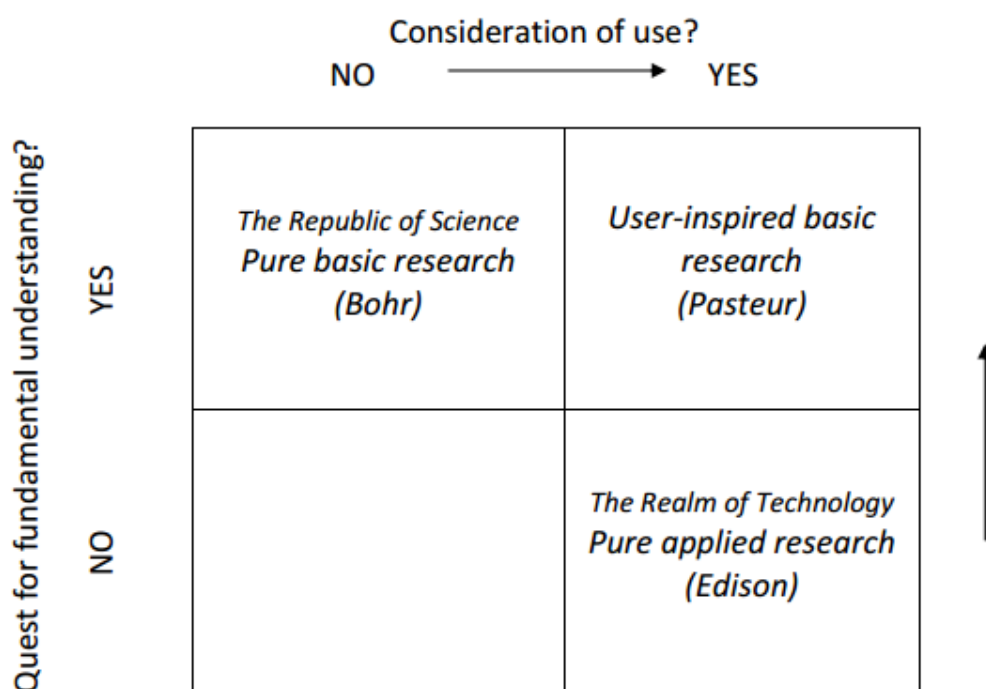 Consideration of use?
NO YES
Quest for fundamental understanding?
YES
The Republic of Science
Pure basic research
(Bohr)
User-inspired basic
research
(Pasteur)
NO
The Realm of Technology
Pure applied research
(Edison)